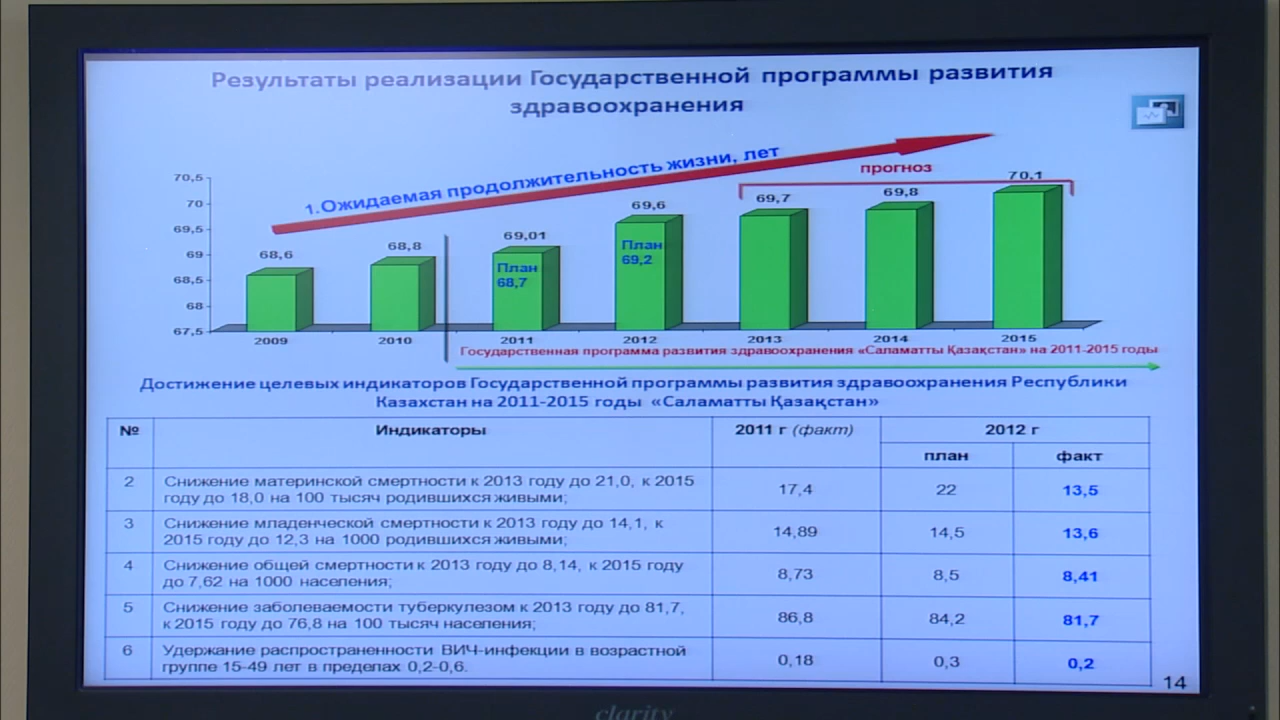 Результаты реализации Государственной программы развития
здравоохранения
1.Ожидаемая продолжительность жизни, лет
прогноз
70,5
70
69,5
69
68,5
68
67,5
68,6
68,8
69,01
69,6
69,7
69,8
70,1
План
68,7
План
69,2
2009
2010
2011
2012
2013
2014
2015
Государственная программа развития здравоохранения «Саламатты Қазақстан» на 2011-2015 годы
Достижение целевых индикаторов Государственной программы развития здравоохранения Республики
Казахстан на 2011-2015 годы «Саламатты Қазақстан»
№ Индикаторы 2011 г (факт) 2012 г
план факт
2 Снижение материнской смертности к 2013 году до 21,0, к 2015
году до 18,0 на 100 тысяч родившихся живыми; 17,4 22 13,5
3 Снижение младенческой смертности к 2013 году до 14,1, к
2015 году до 12,3 на 1000 родившихся живыми; 14,89 14,5 13,6
4 Снижение общей смертности к 2013 году до 8,14, к 2015 году
до 7,62 на 1000 населения; 8,73 8,5 8,41
5 Снижение заболеваемости туберкулезом к 2013 году до 81,7,
к 2015 году до 76,8 на 100 тысяч населения; 86,8 84,2 81,7
6 Удержание распространенности ВИЧ-инфекции в возрастной
группе 15-49 лет в пределах 0,2-0,6. 0,18 0,3 0,2
14
clarity